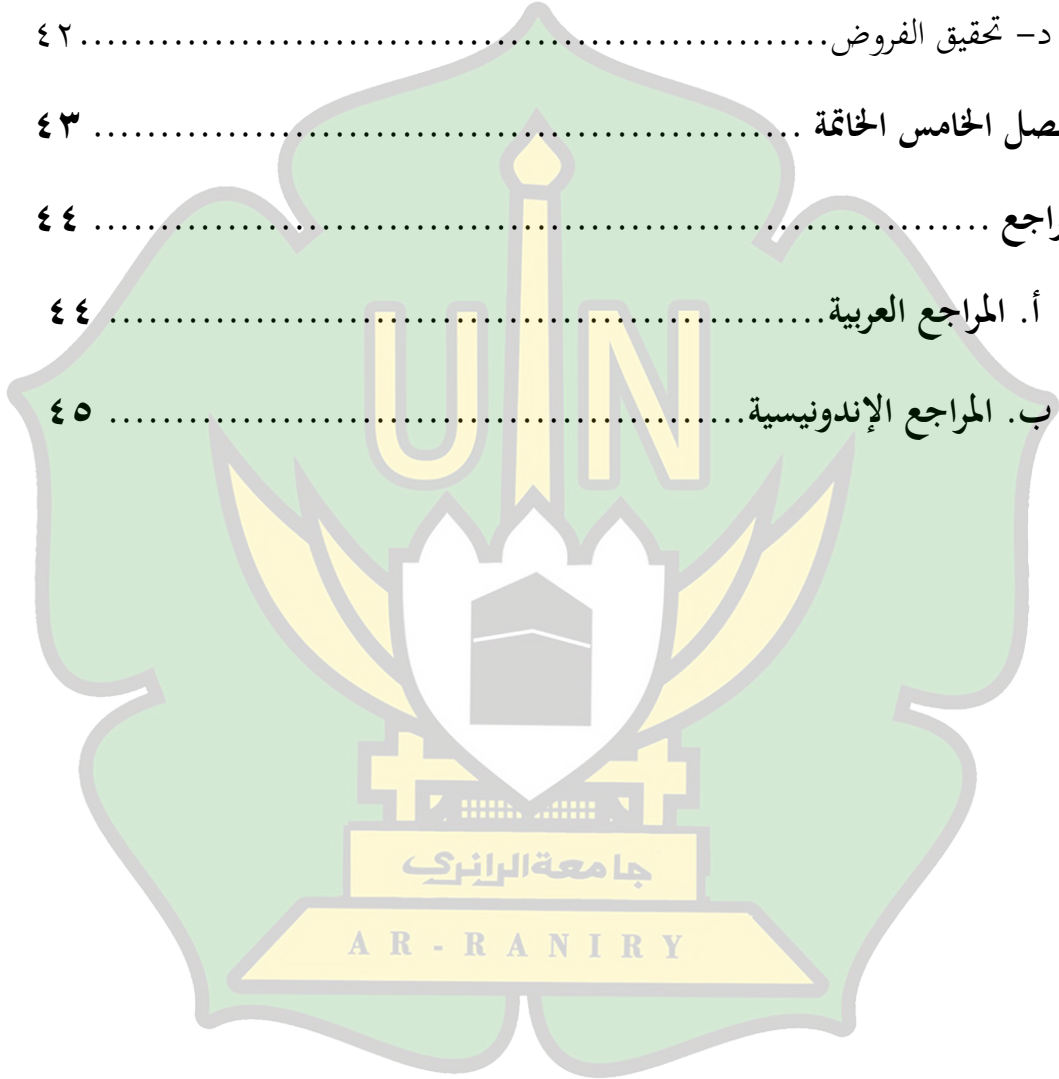 د- تحقيق الفروض ........................................................ ٤٢
صل الخامس الخاتمة ..................................................... ٤٣
راجع ................................................................... ٤٤
أ. المراجع العربية ...................................................... ٤٤
ب. المراجع الإندونيسية ................................................ ٤٥
UIN
جامعة الرانري
AR-RANIRY